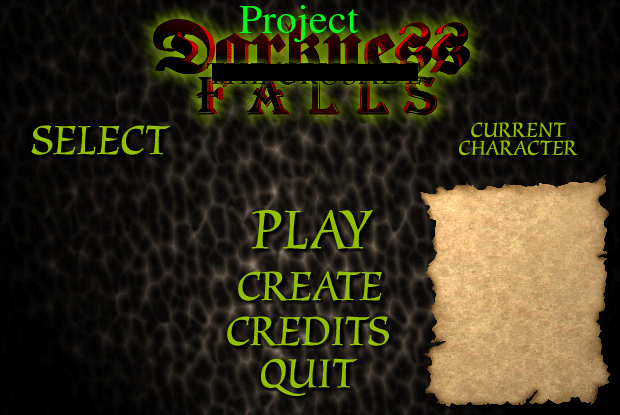 Project
Darkness
FALLS
SELECT
CURRENT
CHARACTER
PLAY
CREATE
CREDITS
QUIT